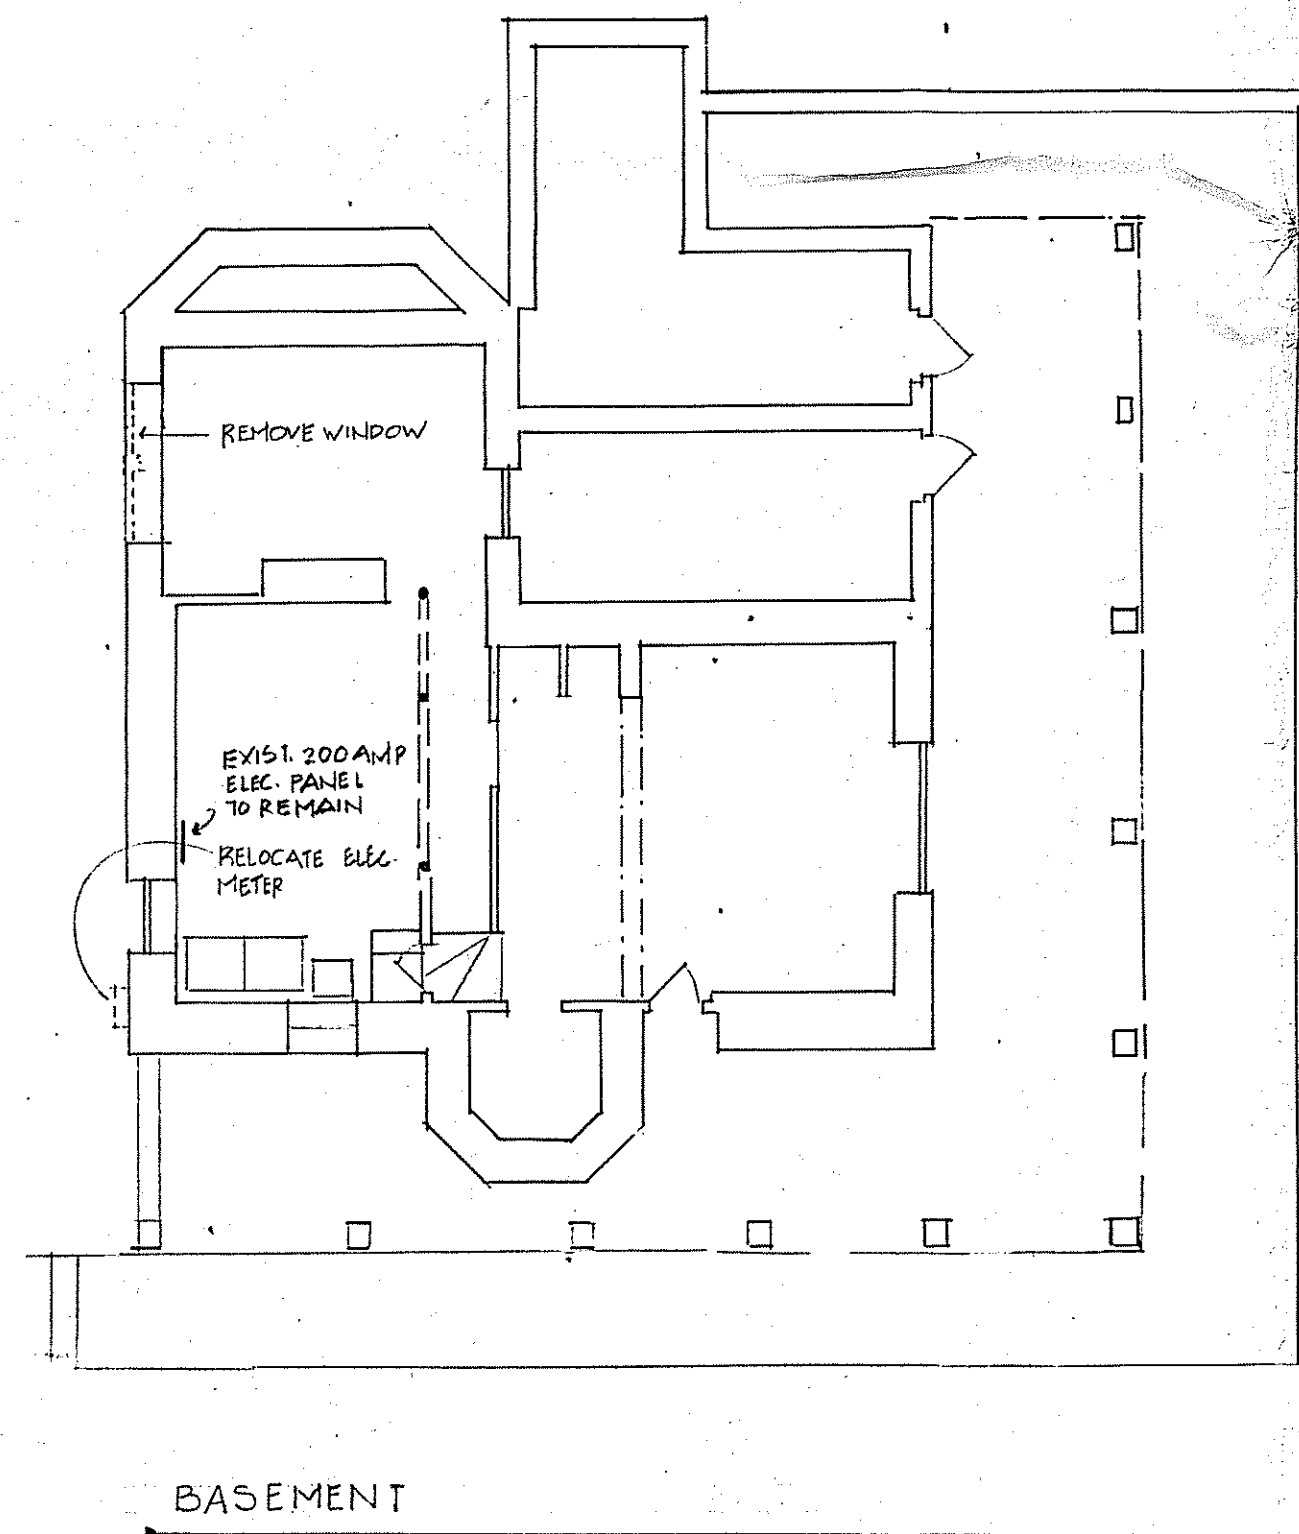 REMOVE WINDOW
EXIST. 200 AMP
ELEC. PANEL
TO REMAIN
RELOCATE ELEC.
METER
BASEMENT